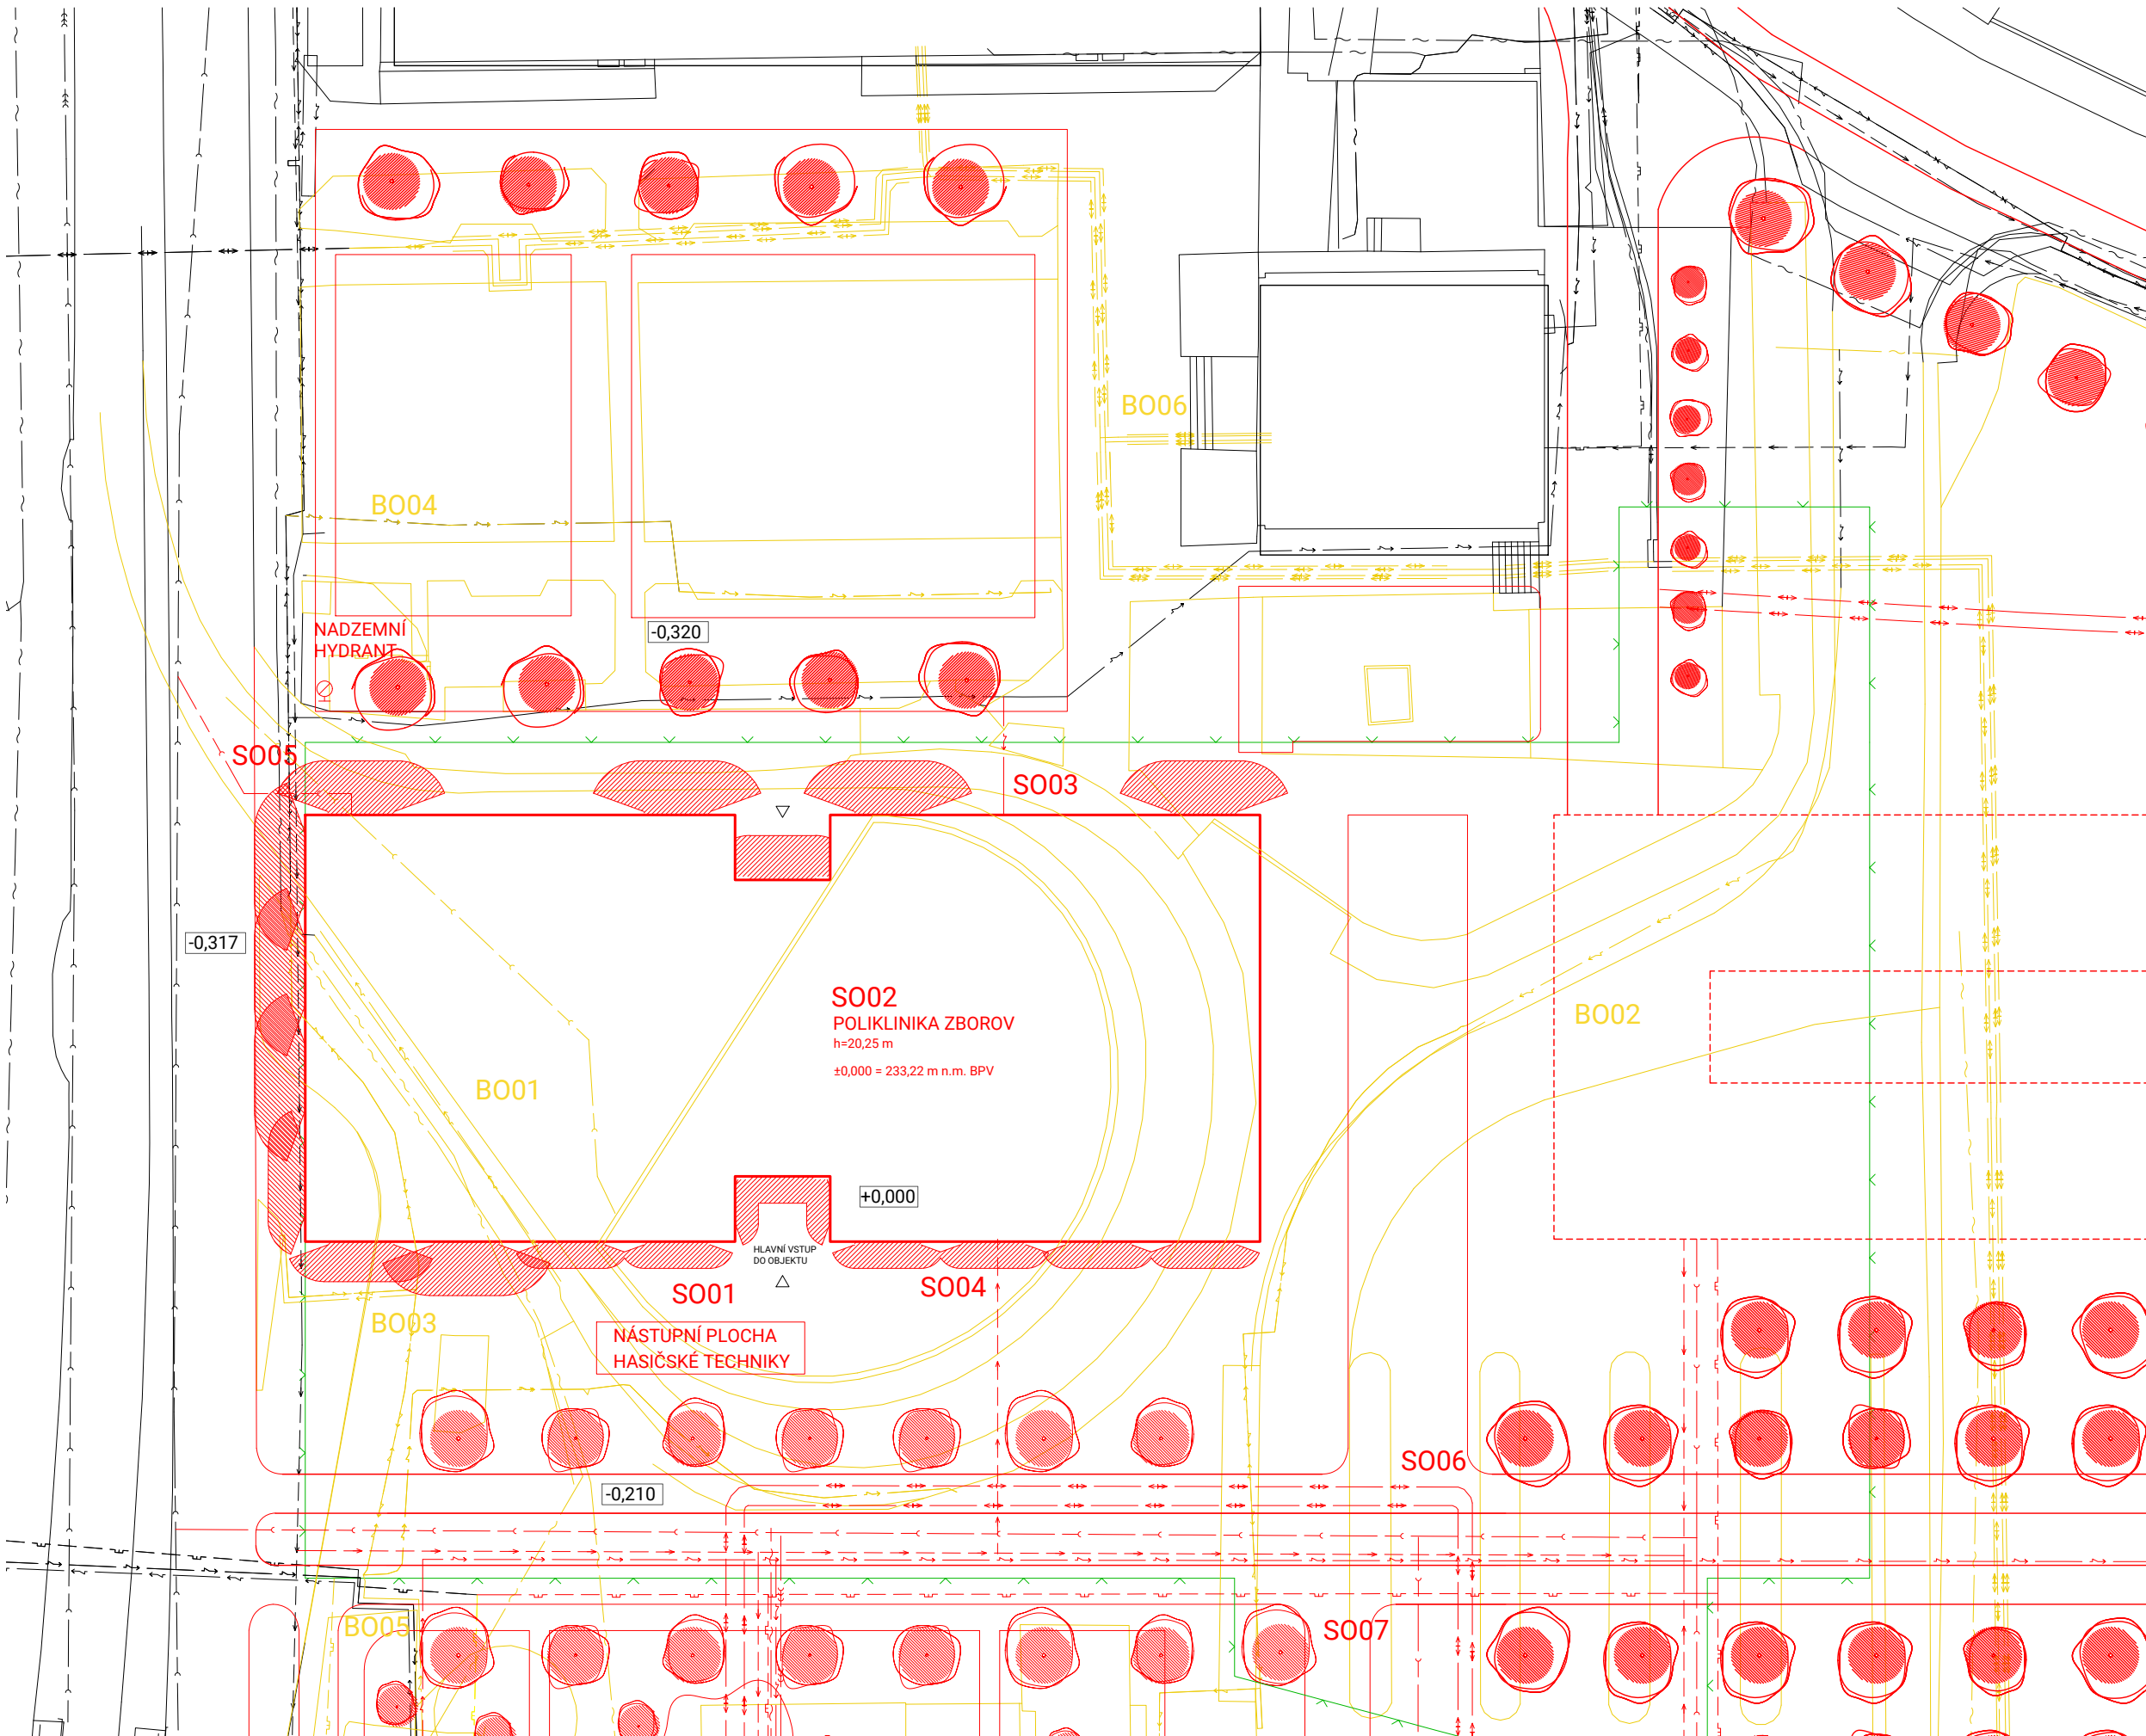 BO06
BO04
NADZEMNÍ
HYDRANT
-0,320
SO05
SO03
-0,317
SO02
POLIKLINIKA ZBOROV
h=20,25 m
±0,000 = 233,22 m n.m. BPV
BO02
BO01
+0,000
HLAVNÍ VSTUP
DO OBJEKTU
SO01
SO04
BO03
NÁSTUPNÍ PLOCHA
HASIČSKÉ TECHNIKY
SO06
-0,210
BO05
SO07